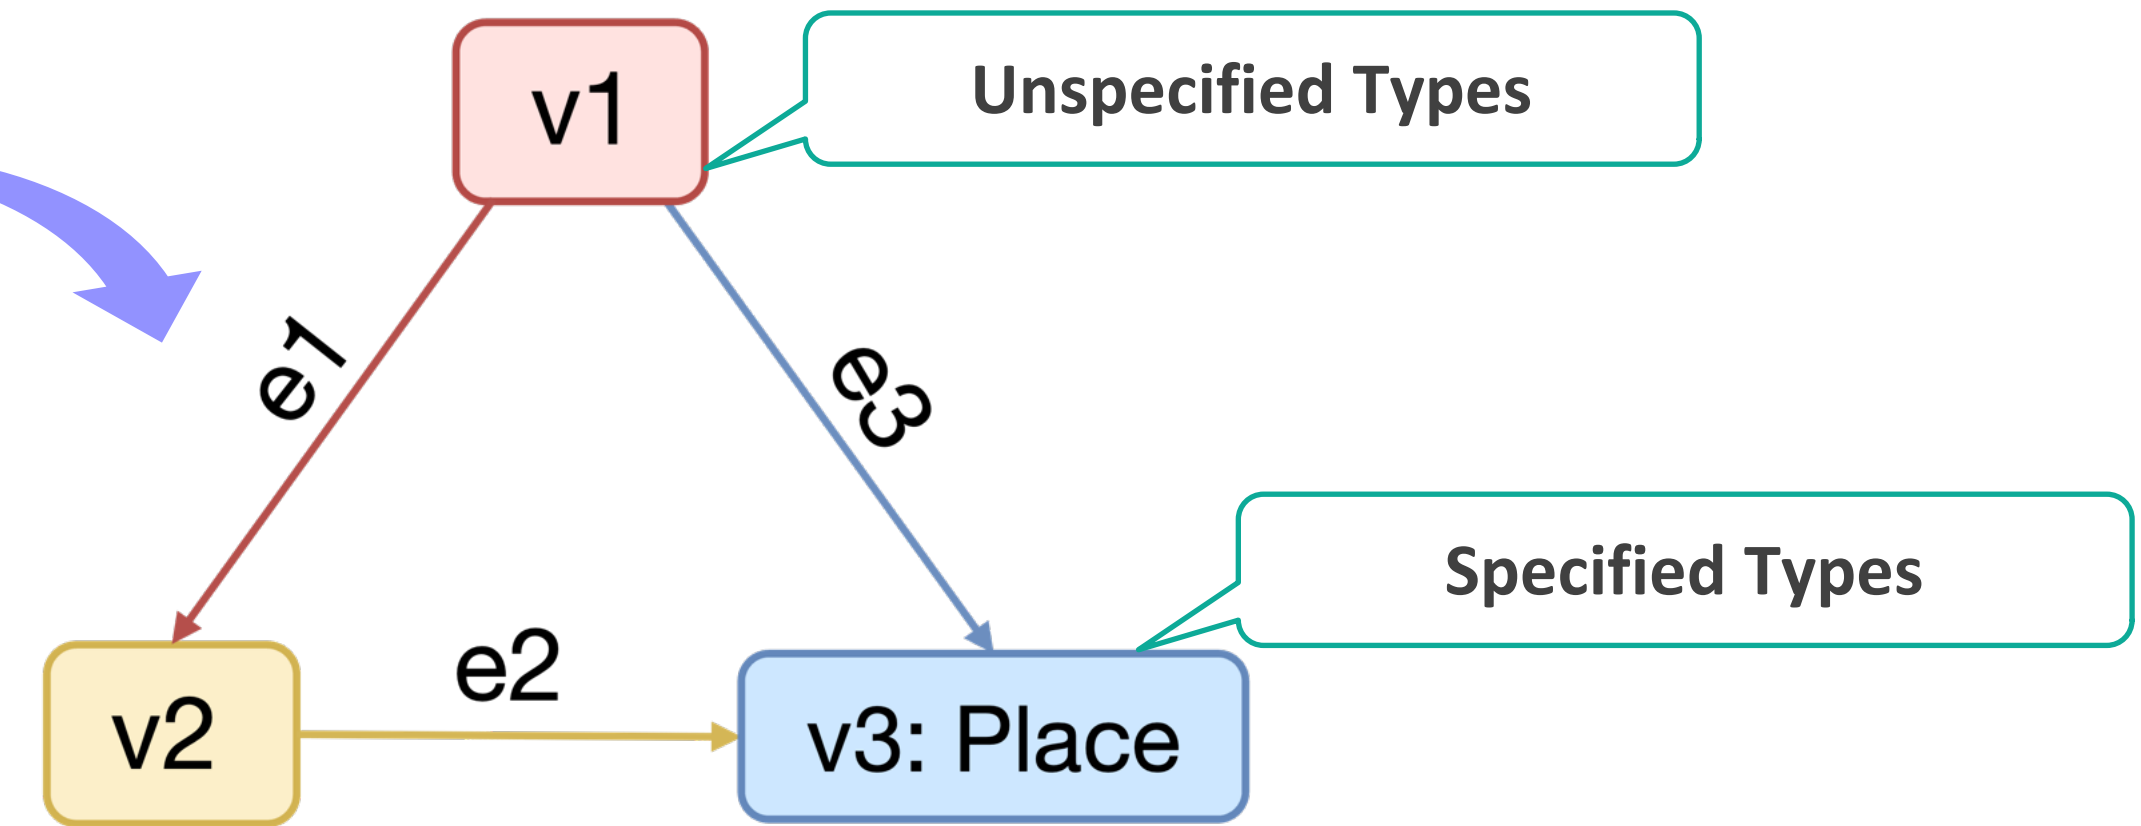 v1
Unspecified Types
e1
e3
Specified Types
e2
v2
v3: Place